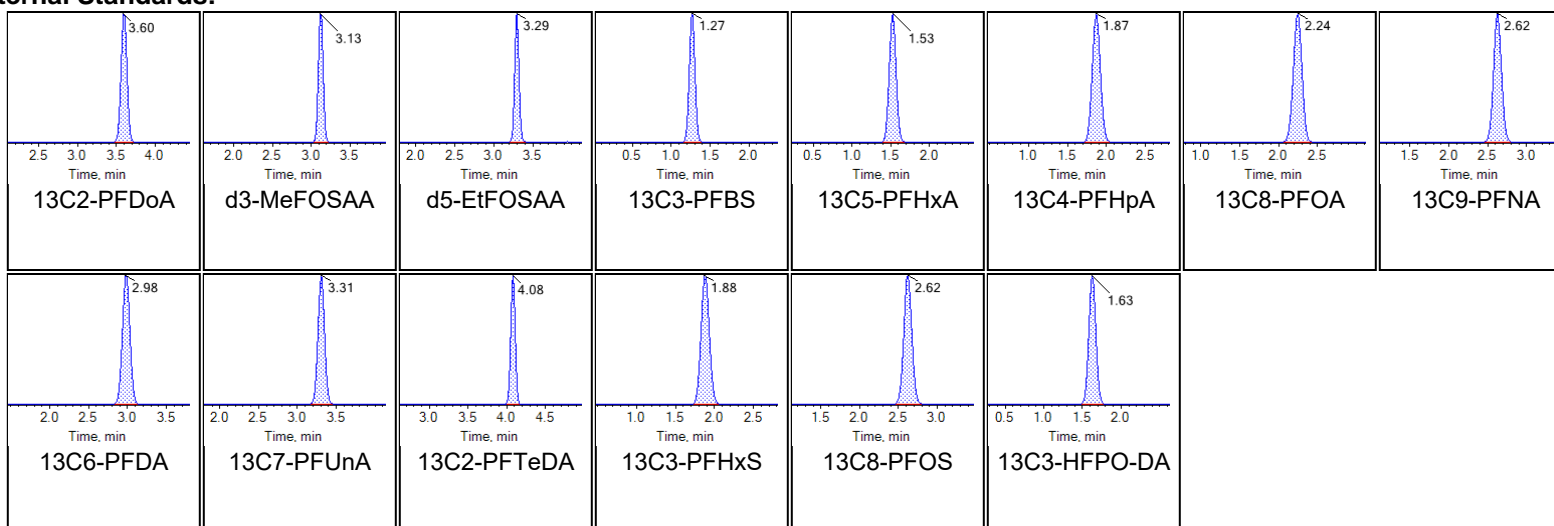 ternal Standards:
3.60 3.13 3.29 1.27 1.53 1.87 2.24 2.62
2.5 3.0 3.5 4.0 2.0 2.5 3.0 3.5 2.0 2.5 3.0 3.5 0.5 1.0 1.5 2.0 0.5 1.0 1.5 2.0 1.0 1.5 2.0 2.5 1.0 1.5 2.0 2.5 1.5 2.0 2.5 3.0
Time, min Time, min Time, min Time, min Time, min Time, min Time, min Time, min
13C2-PFDoA d3-MeFOSAA d5-EtFOSAA 13C3-PFBS 13C5-PFHxA 13C4-PFHpA 13C8-PFOA 13C9-PFNA
2.98 3.31 4.08 1.88 2.62 1.63
2.0 2.5 3.0 3.5 2.0 2.5 3.0 3.5 3.0 3.5 4.0 4.5 1.0 1.5 2.0 2.5 1.5 2.0 2.5 3.0 0.5 1.0 1.5 2.0
Time, min Time, min Time, min Time, min Time, min Time, min
13C6-PFDA 13C7-PFUnA 13C2-PFTeDA 13C3-PFHxS 13C8-PFOS 13C3-HFPO-DA